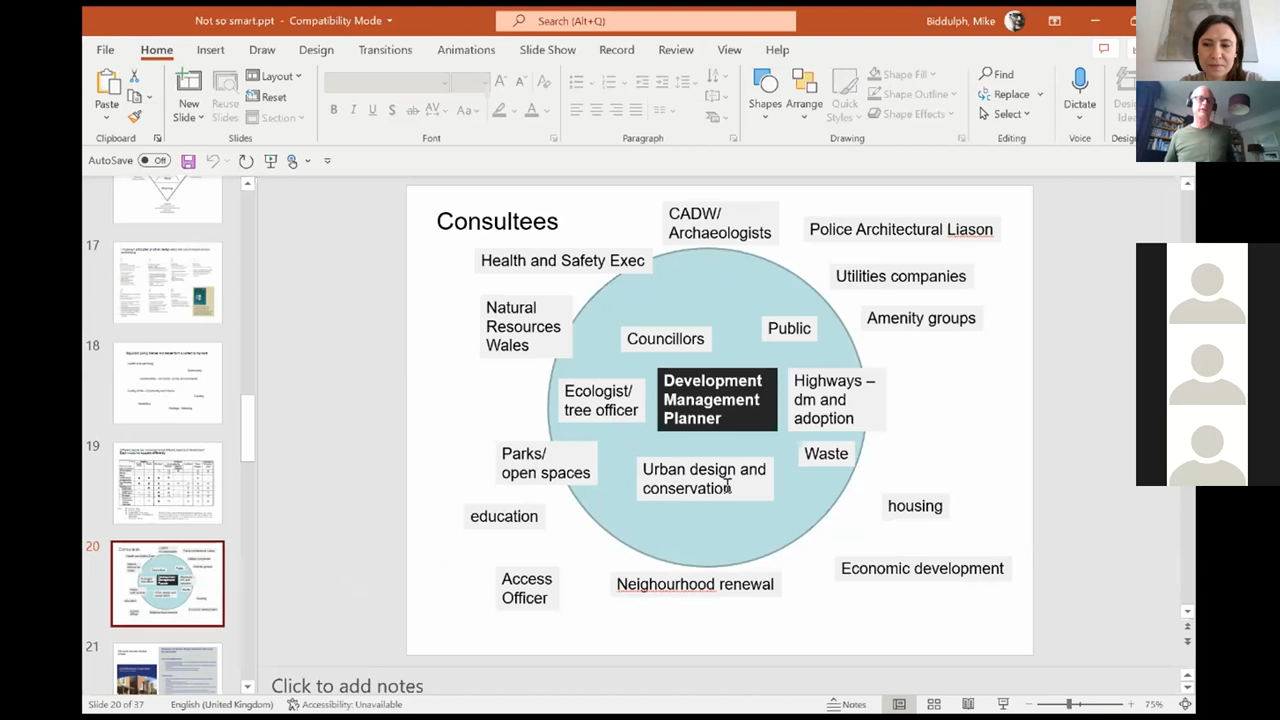 Not so smart.ppt - Compatibility Mode
Search (Alt+Q)
Biddulph, Mike
File Home Insert Draw Design Transitions Animations Slide Show Record Review View Help
Paste
New
Slide
Reuse
Slides
Layout
Reset
Section
Shapes
Arrange
Quick
Styles
Shape Fill
Shape Outline
Shape Effects
Find
Replace
Select
Dictate
Clipboard Slides Font Paragraph Drawing Editing Voice
AutoSave Off
17
18
19
20
21
Consultees
CADW/
Archaeologists
Police Architectural Liason
Health and Safety Exec
Utilities companies
Natural
Resources
Wales
Amenity groups
Councillors
Public
Ecologist/
tree officer
Development
Management
Planner
Highways –
dm and
adoption
Parks/
open spaces
Urban design and
conservation
Waste
education
housing
Access
Officer
Neighourhood renewal
Economic development
Click to add notes
Slide 20 of 37 English (United Kingdom) Accessibility: Unavailable Notes 75%